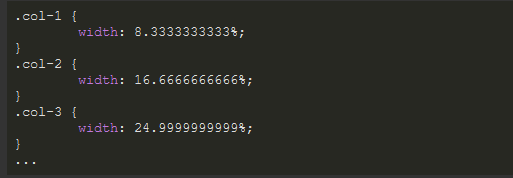 .col-1 {
        width: 8.3333333333%;
}
.col-2 {
        width: 16.6666666666%;
}
.col-3 {
        width: 24.9999999999%;
}
...